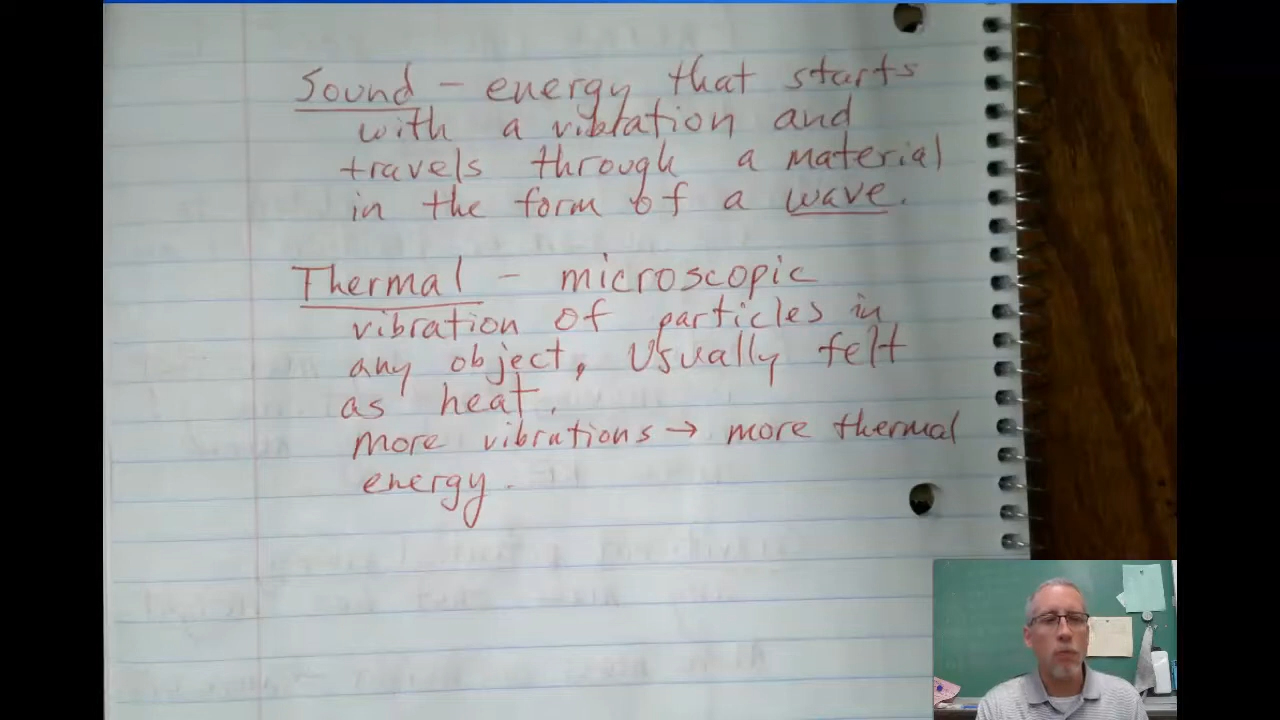 Sound - energy that starts
with a vibration and
travels through a material
in the form of a wave.
Thermal - microscopic
vibration of particles in
any object, Usually felt
as heat.
more vibrations → more thermal
energy.